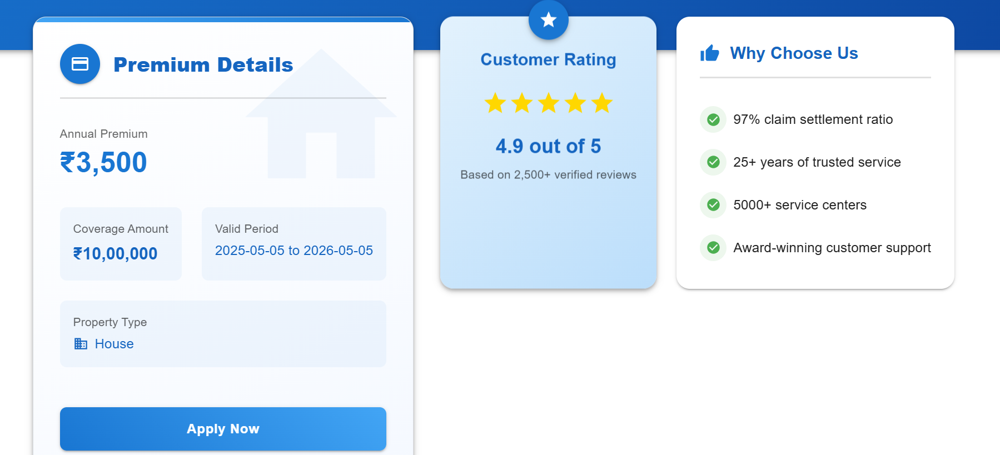 Premium Details
Annual Premium
₹3,500
Coverage Amount
₹10,00,000
Valid Period
2025-05-05 to 2026-05-05
Property Type
House
Apply Now
Customer Rating
4.9 out of 5
Based on 2,500+ verified reviews
Why Choose Us
97% claim settlement ratio
25+ years of trusted service
5000+ service centers
Award-winning customer support